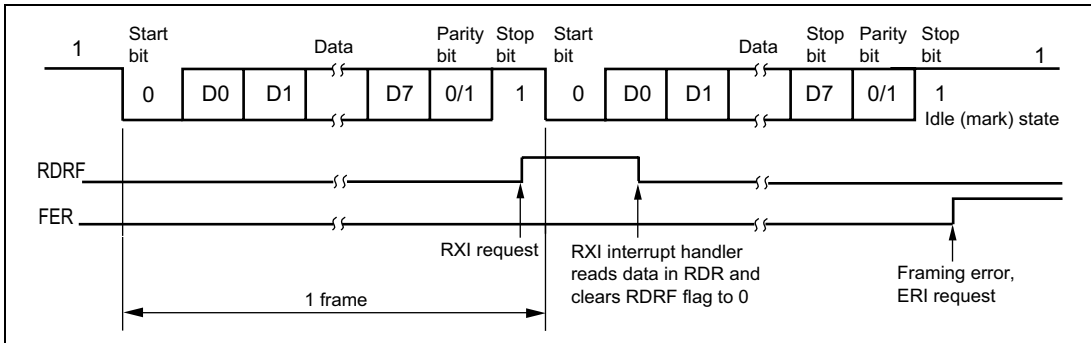 1
Start bit
Data
Parity bit
Stop bit
Start bit
Data
Stop bit
Parity bit
Stop bit
1
0
D0
D1
D7
0/1
1
0
D0
D1
D7
0/1
1
Idle (mark) state
RDRF
FER
RXI request
RXI interrupt handler
reads data in RDR and
clears RDRF flag to 0
Framing error,
ERI request
1 frame